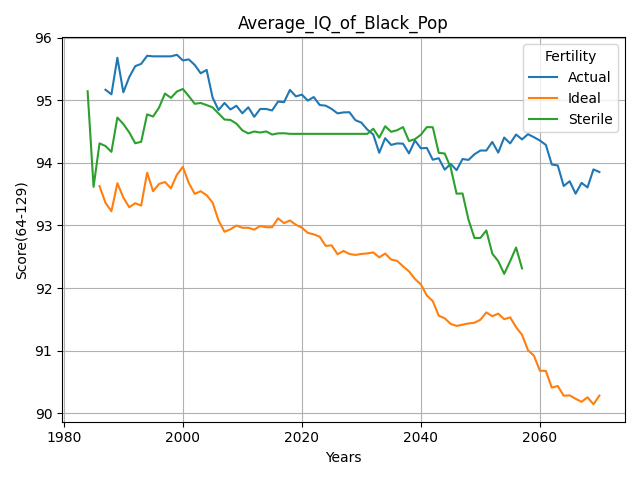 Average_IQ_of_Black_Pop
Score(64-129)
96
95
94
93
92
91
90
Fertility
Actual
Ideal
Sterile
1980
2000
2020
2040
2060
Years